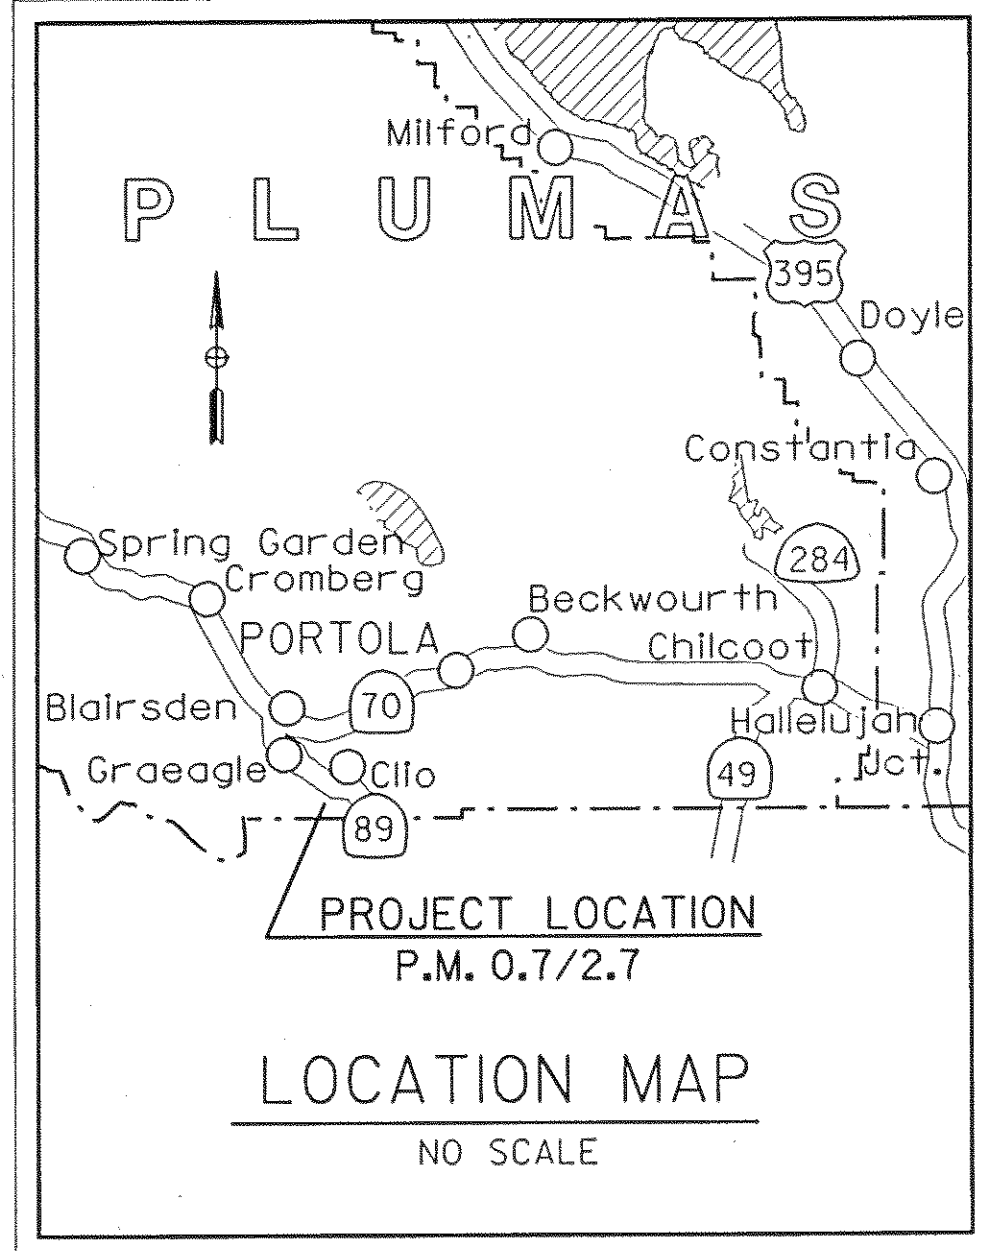 Milford
PLUMAS
395
Doyle
Constantia
Spring Garden
284
Cromberg
Beckwourth
PORTOLA
Chilcoot
Blairsden
70
Hallelujah
Jct.
Graeagle
Clio
49
89
PROJECT LOCATION
P.M. 0.7/2.7
LOCATION MAP
NO SCALE